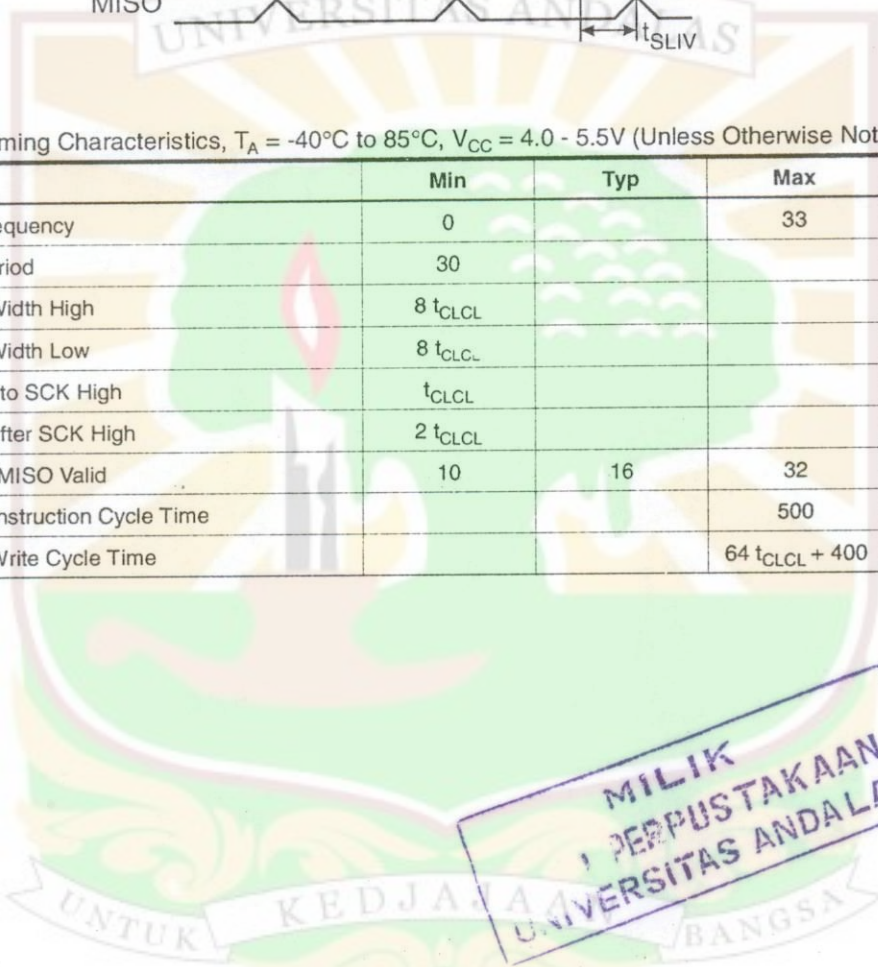 MISO
UNIVERSITAS ANDALAS
tSLIV
ming Characteristics, TA = -40°C to 85°C, VCC = 4.0 - 5.5V (Unless Otherwise Not
Min Typ Max
equency 0 33
riod 30
Width High 8 tCLCL
Width Low 8 tCLCL
to SCK High tCLCL
fter SCK High 2 tCLCL
MISO Valid 10 16 32
nstruction Cycle Time 500
Write Cycle Time 64 tCLCL + 400
MILIK
PERPUSTAKAAN
UNIVERSITAS ANDALA
UNTUK KEDJAJAAN BANGSA